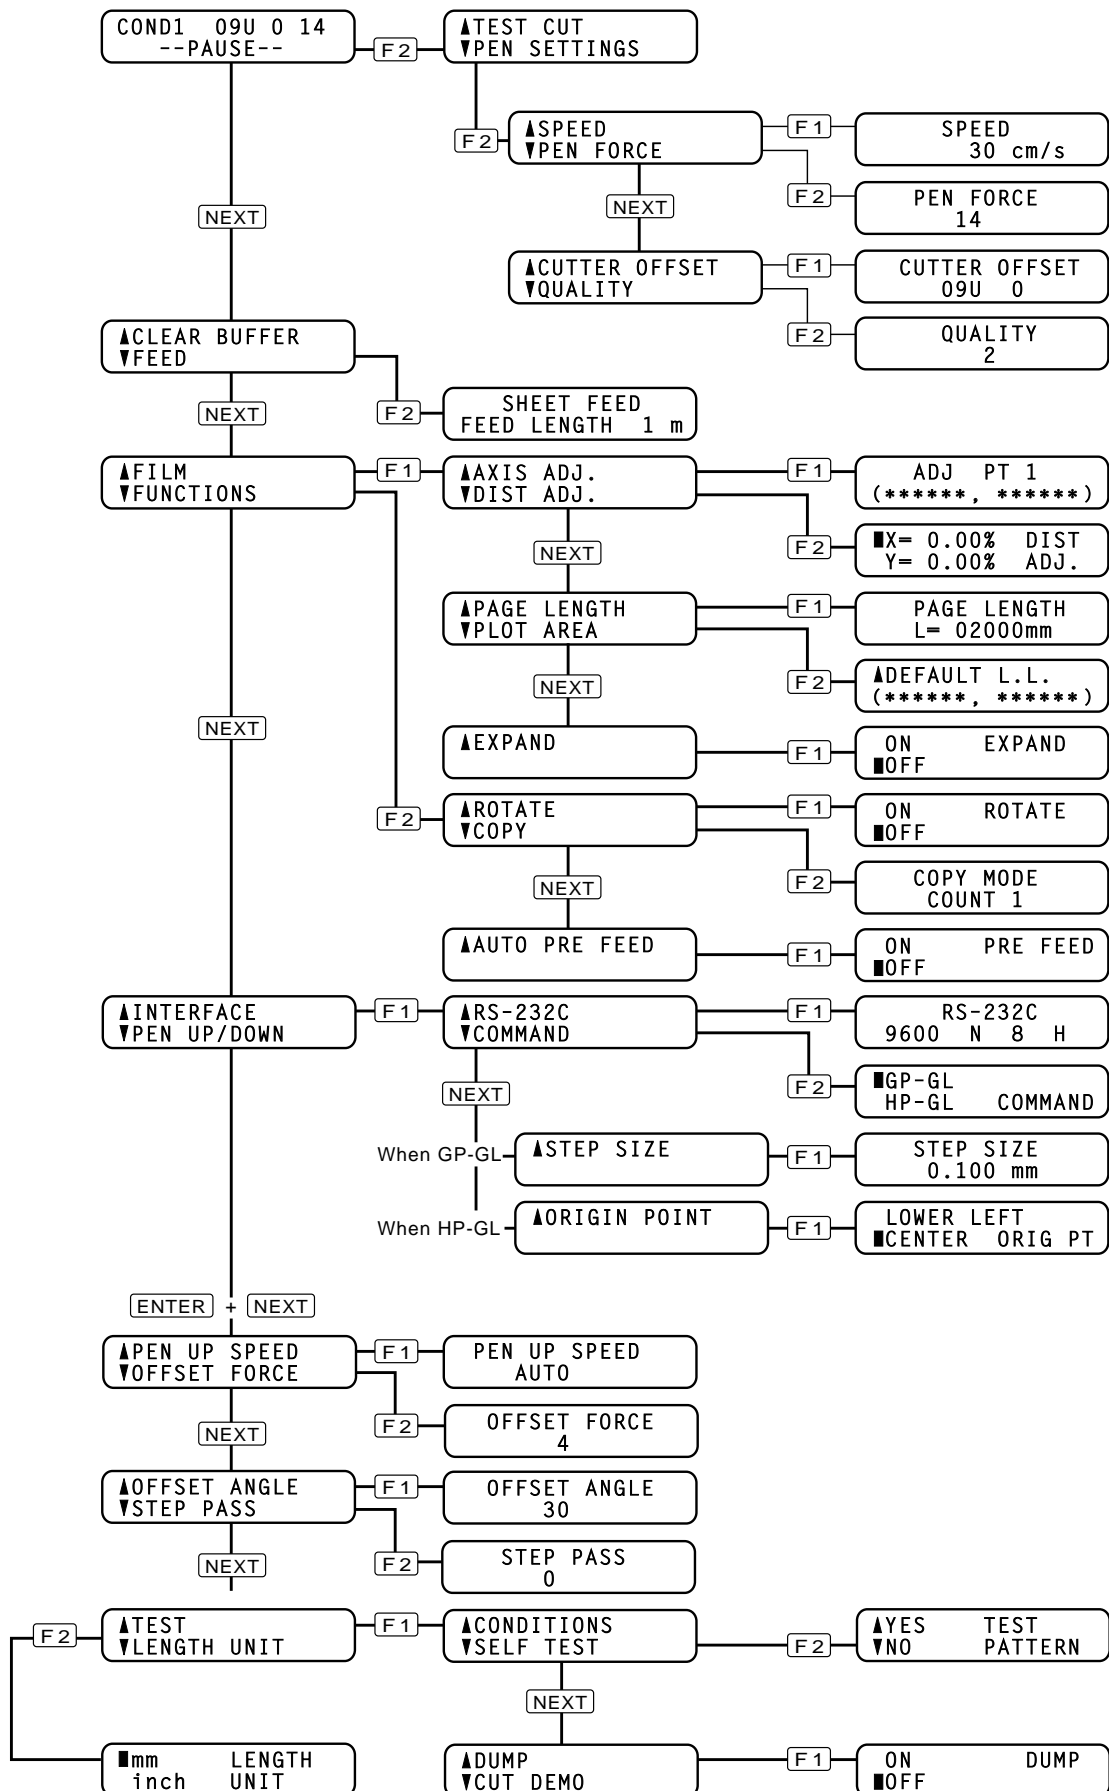 COND1 09U 0 14
--PAUSE--
F2
▲TEST CUT
▼PEN SETTINGS
F2
▲SPEED
▼PEN FORCE
F1
SPEED
30 cm/s
F2
PEN FORCE
14
NEXT
NEXT
▲CUTTER OFFSET
▼QUALITY
F1
CUTTER OFFSET
09U 0
F2
QUALITY
2
▲CLEAR BUFFER
▼FEED
NEXT
F2
SHEET FEED
FEED LENGTH 1 m
▲FILM
▼FUNCTIONS
F1
▲AXIS ADJ.
▼DIST ADJ.
F1
ADJ PT 1
(******, ******)
NEXT
F2
■X= 0.00% DIST
Y= 0.00% ADJ.
▲PAGE LENGTH
▼PLOT AREA
F1
PAGE LENGTH
L= 02000mm
NEXT
F2
▲DEFAULT L.L.
(******, ******)
NEXT
▲EXPAND
F1
ON EXPAND
■OFF
F2
▲ROTATE
▼COPY
F1
ON ROTATE
■OFF
NEXT
F2
COPY MODE
COUNT 1
▲AUTO PRE FEED
F1
ON PRE FEED
■OFF
▲INTERFACE
▼PEN UP/DOWN
F1
▲RS-232C
▼COMMAND
F1
RS-232C
9600 N 8 H
NEXT
F2
■GP-GL
HP-GL COMMAND
When GP-GL
▲STEP SIZE
F1
STEP SIZE
0.100 mm
When HP-GL
▲ORIGIN POINT
F1
LOWER LEFT
■CENTER ORIG PT
ENTER + NEXT
▲PEN UP SPEED
▼OFFSET FORCE
F1
PEN UP SPEED
AUTO
NEXT
F2
OFFSET FORCE
4
▲OFFSET ANGLE
▼STEP PASS
F1
OFFSET ANGLE
30
NEXT
F2
STEP PASS
0
F2
▲TEST
▼LENGTH UNIT
F1
▲CONDITIONS
▼SELF TEST
F2
▲YES TEST
▼NO PATTERN
NEXT
■mm LENGTH
inch UNIT
▲DUMP
▼CUT DEMO
F1
ON DUMP
■OFF